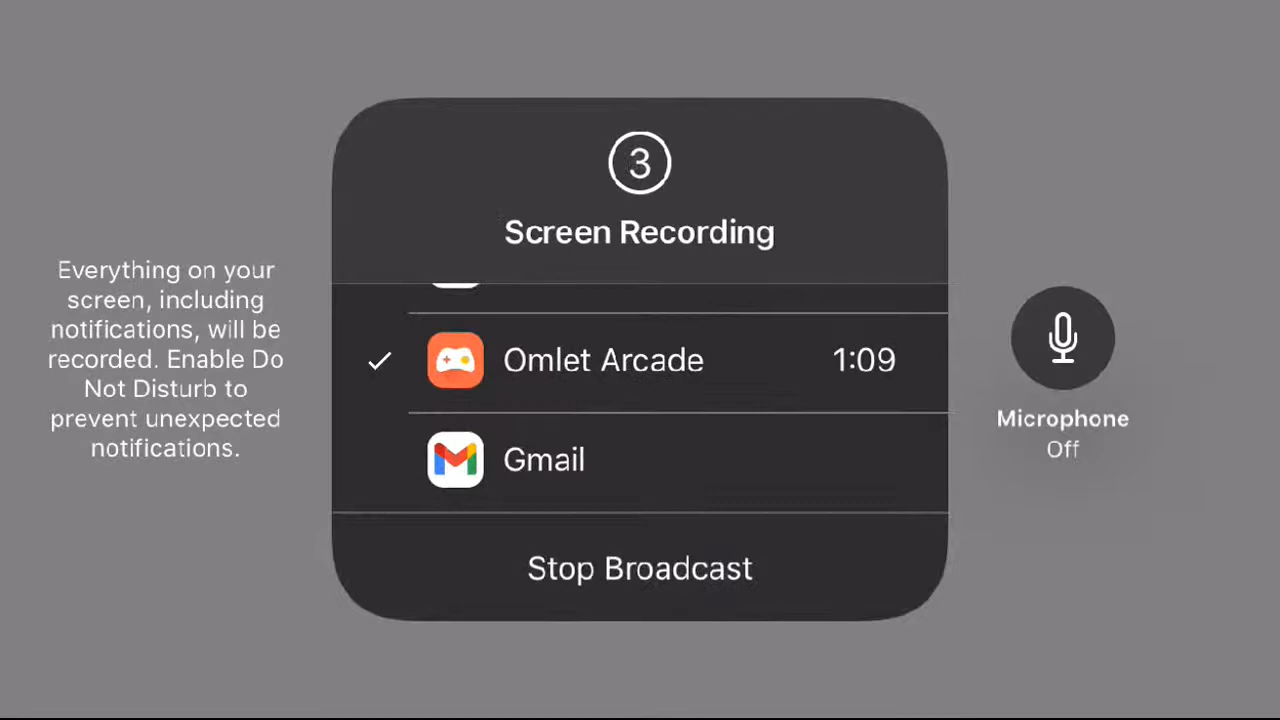 3
Screen Recording
Everything on your
screen, including
notifications, will be
recorded. Enable Do
Not Disturb to
prevent unexpected
notifications.
Omlet Arcade 1:09
Gmail
Stop Broadcast
Microphone
Off